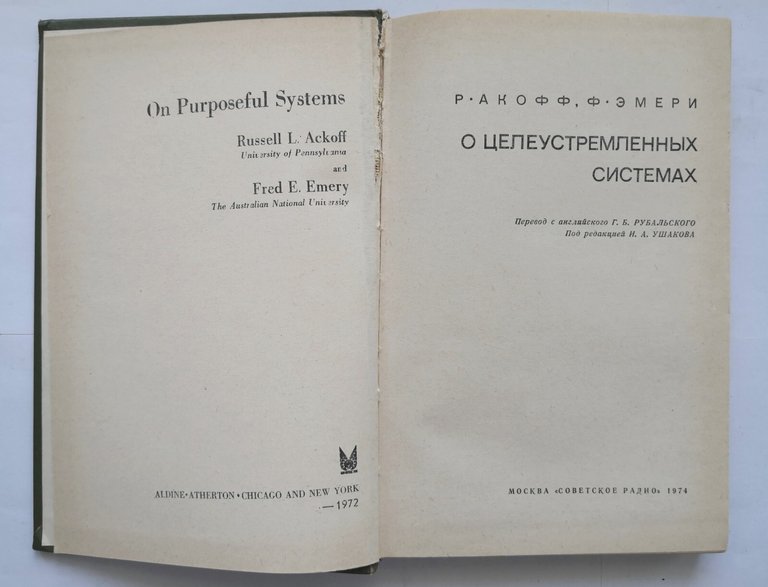 On Purposeful Systems
Russell L. Ackoff
University of Pennsylvania
and
Fred E. Emery
The Australian National University
ALDINE•ATHERTON•CHICAGO AND NEW YORK
—1972
Р•АКОФФ, Ф•ЭМЕРИ
О ЦЕЛЕУСТРЕМЛЕННЫХ
СИСТЕМАХ
Перевод с английского Г. Б. РУБАЛЬСКОГО
Под редакцией И. А. УШАКОВА
МОСКВА «СОВЕТСКОЕ РАДИО» 1974